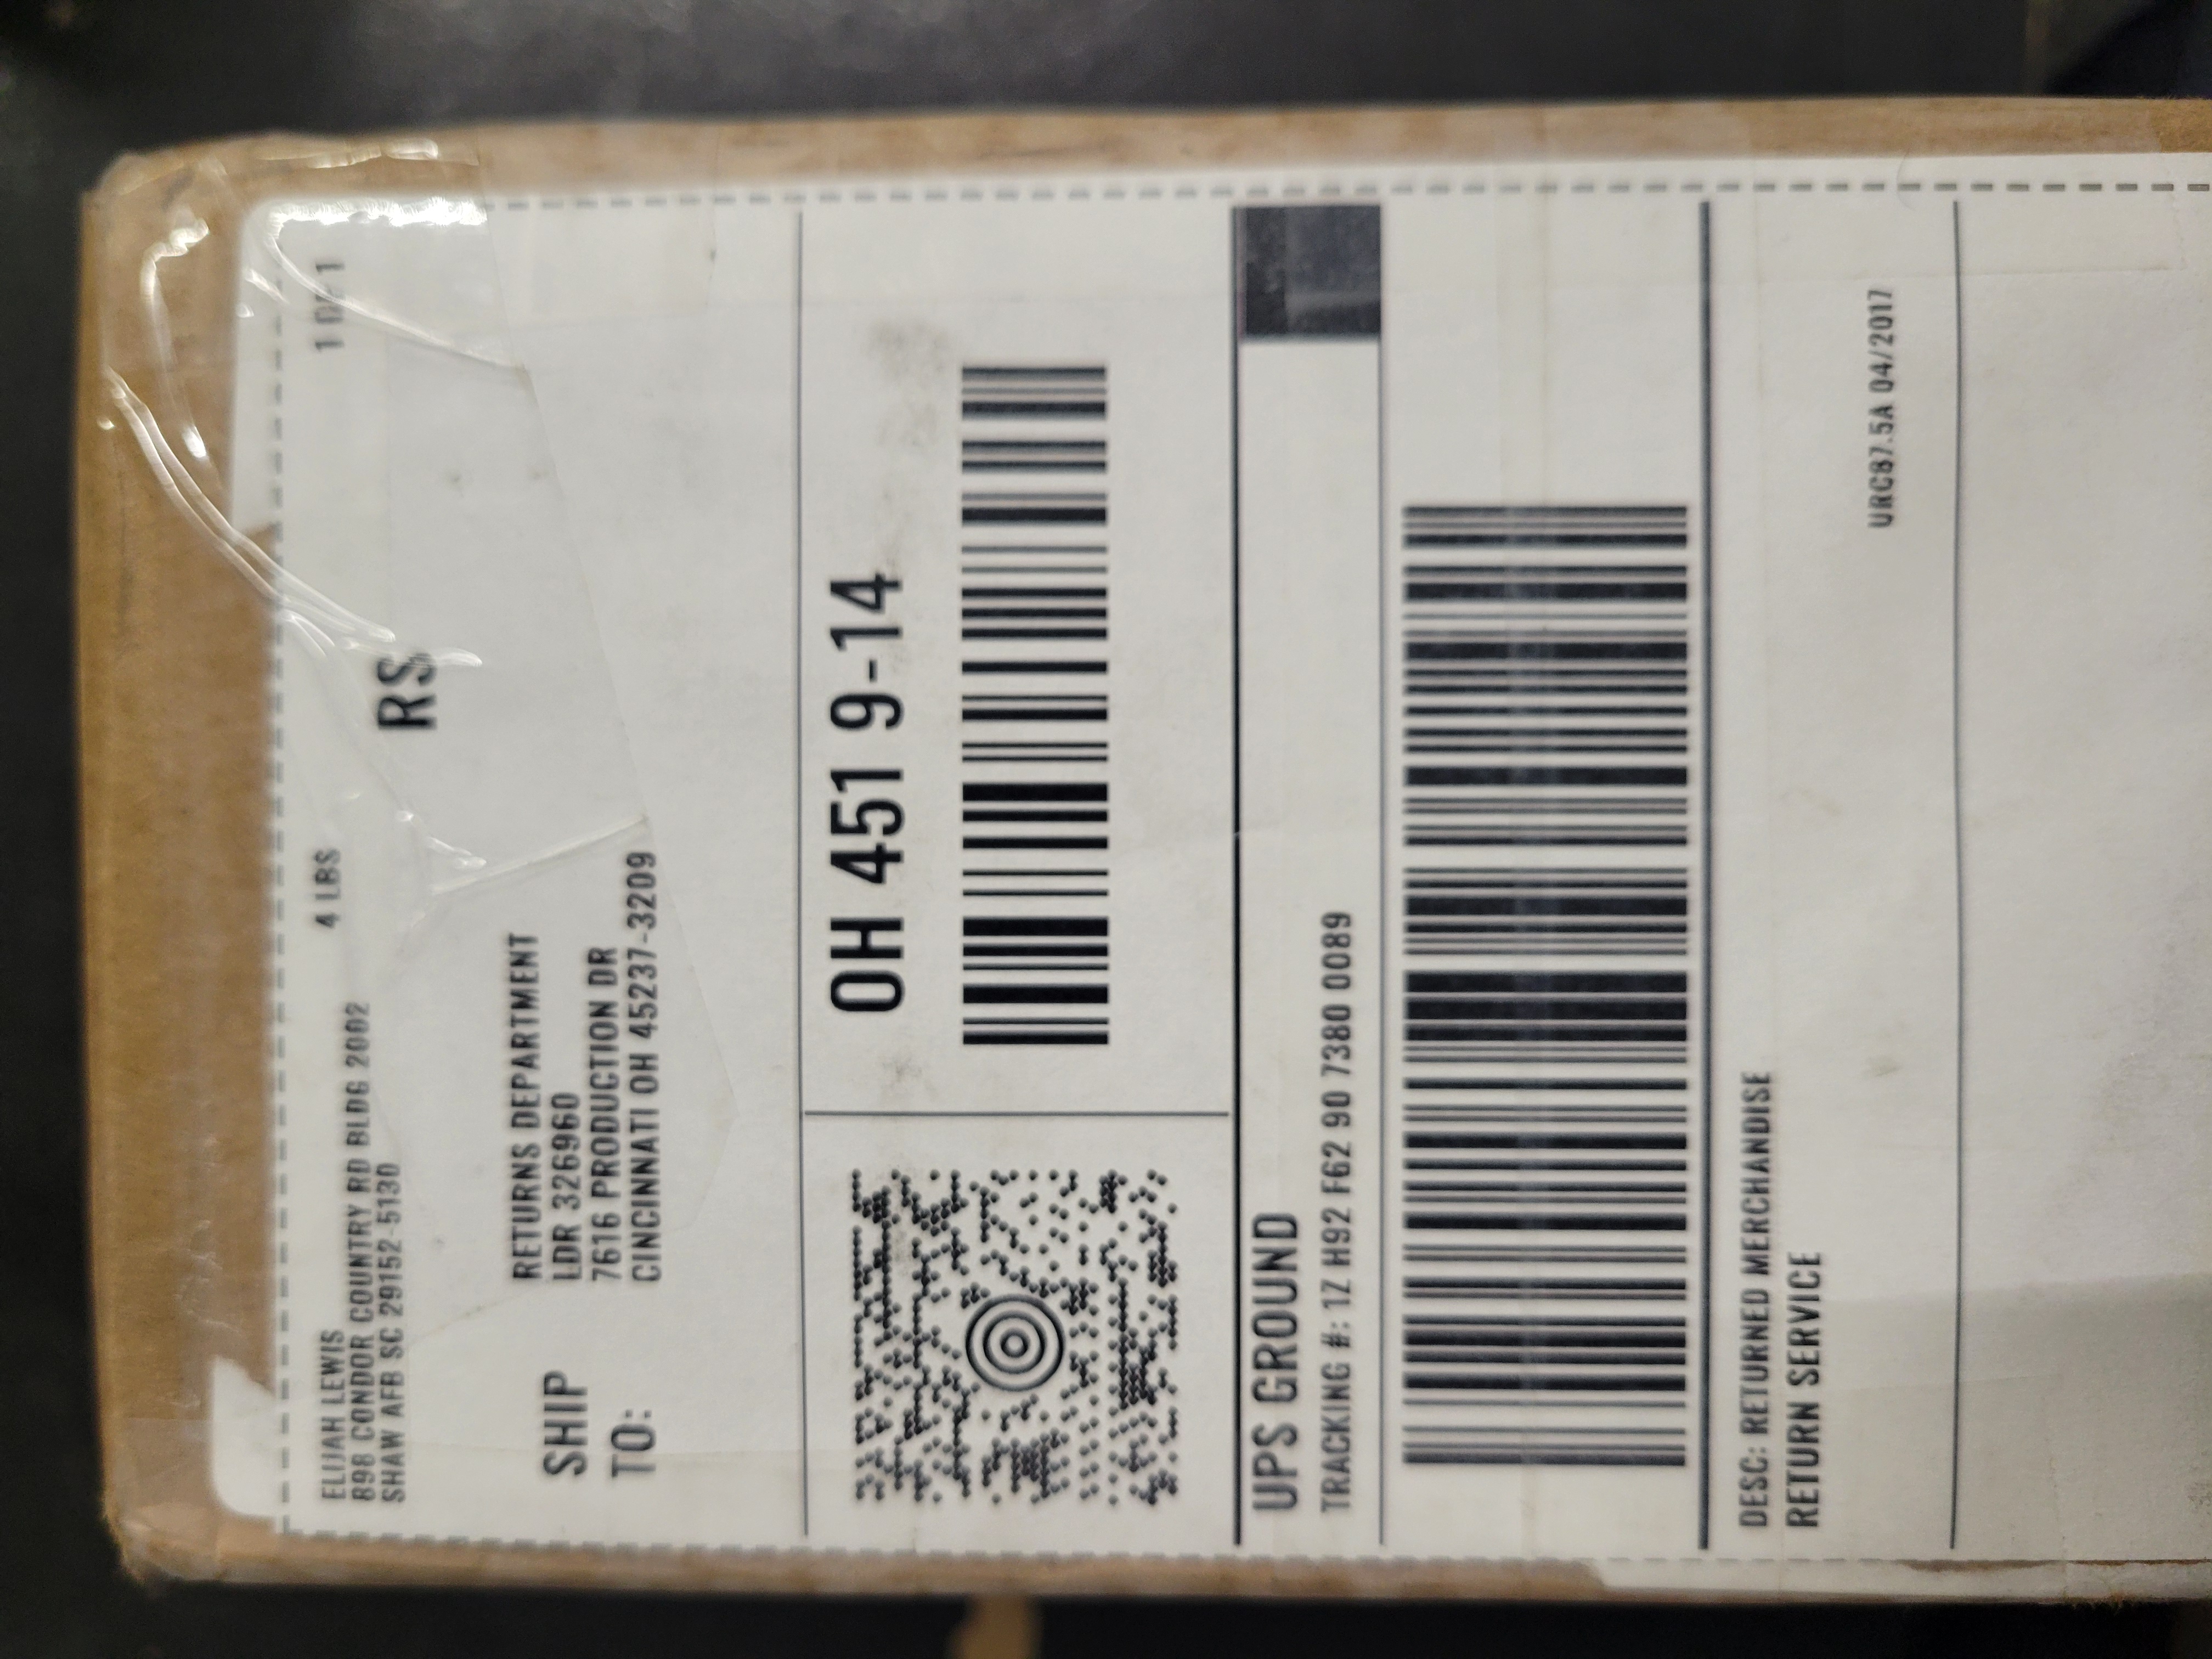 ELIJAH LEWIS
898 CONDOR COUNTRY RD BLDG 2002
SHAW AFB SC 29152-5130
4 LBS
1 OF 1
RS
SHIP
TO:
RETURNS DEPARTMENT
LDR 326960
7616 PRODUCTION DR
CINCINNATI OH 45237-3209
OH 451 9-14
UPS GROUND
TRACKING #: 1Z H92 F62 90 7380 0089
DESC: RETURNED MERCHANDISE
RETURN SERVICE
URC87.5A 04/2017